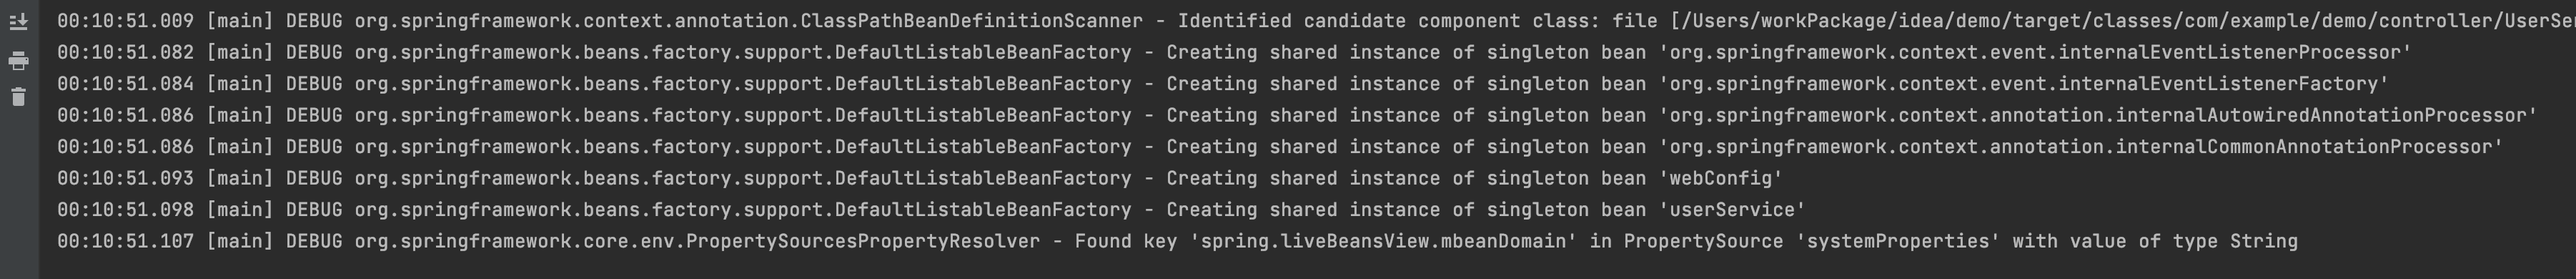 00:10:51.009 [main] DEBUG org.springframework.context.annotation.ClassPathBeanDefinitionScanner - Identified candidate component class: file [/Users/workPackage/idea/demo/target/classes/com/example/demo/controller/UserSer
00:10:51.082 [main] DEBUG org.springframework.beans.factory.support.DefaultListableBeanFactory - Creating shared instance of singleton bean 'org.springframework.context.event.internalEventListenerProcessor'
00:10:51.084 [main] DEBUG org.springframework.beans.factory.support.DefaultListableBeanFactory - Creating shared instance of singleton bean 'org.springframework.context.event.internalEventListenerFactory'
00:10:51.086 [main] DEBUG org.springframework.beans.factory.support.DefaultListableBeanFactory - Creating shared instance of singleton bean 'org.springframework.context.annotation.internalAutowiredAnnotationProcessor'
00:10:51.086 [main] DEBUG org.springframework.beans.factory.support.DefaultListableBeanFactory - Creating shared instance of singleton bean 'org.springframework.context.annotation.internalCommonAnnotationProcessor'
00:10:51.093 [main] DEBUG org.springframework.beans.factory.support.DefaultListableBeanFactory - Creating shared instance of singleton bean 'webConfig'
00:10:51.098 [main] DEBUG org.springframework.beans.factory.support.DefaultListableBeanFactory - Creating shared instance of singleton bean 'userService'
00:10:51.107 [main] DEBUG org.springframework.core.env.PropertySourcesPropertyResolver - Found key 'spring.liveBeansView.mbeanDomain' in PropertySource 'systemProperties' with value of type String